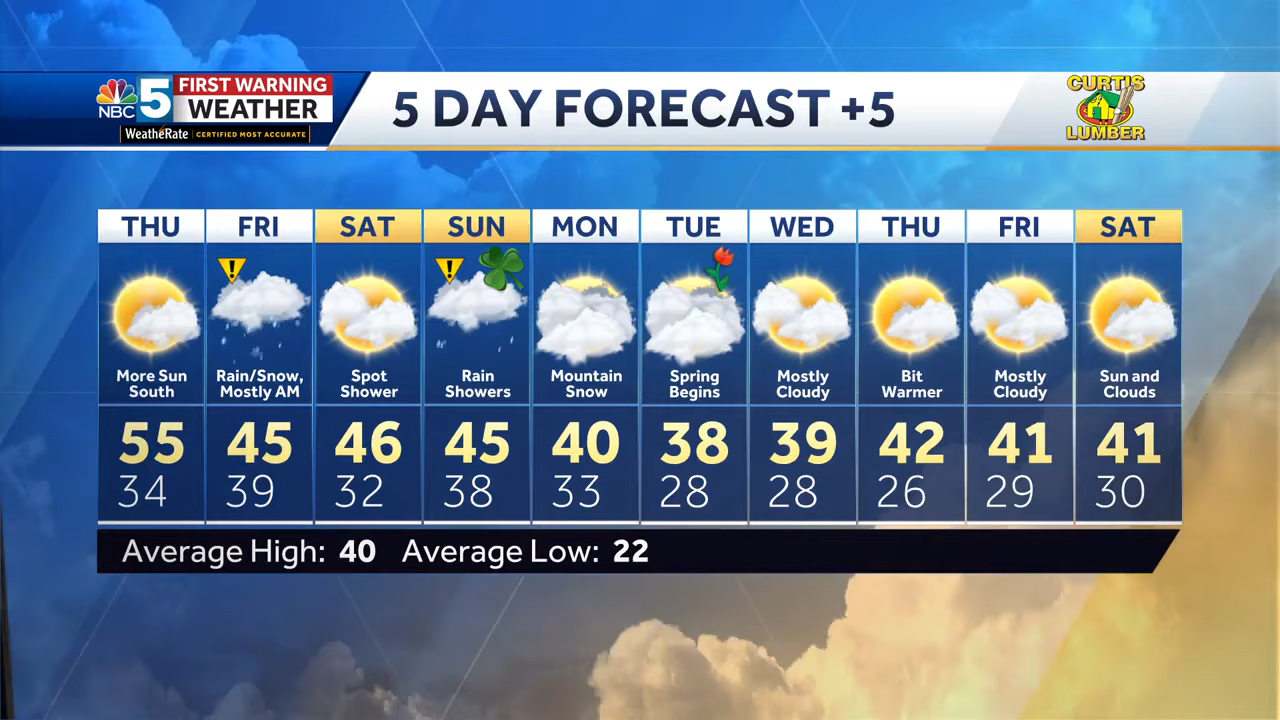 NBC 5 FIRST WARNING
WEATHER
WeatheRate CERTIFIED MOST ACCURATE
5 DAY FORECAST +5
CURTIS
LUMBER
THU FRI SAT SUN MON TUE WED THU FRI SAT
More Sun Rain/Snow, Spot Rain Mountain Spring Mostly Bit Mostly Sun and
South Mostly AM Shower Showers Snow Begins Cloudy Warmer Cloudy Clouds
55 45 46 45 40 38 39 42 41 41
34 39 32 38 33 28 28 26 29 30
Average High: 40 Average Low: 22